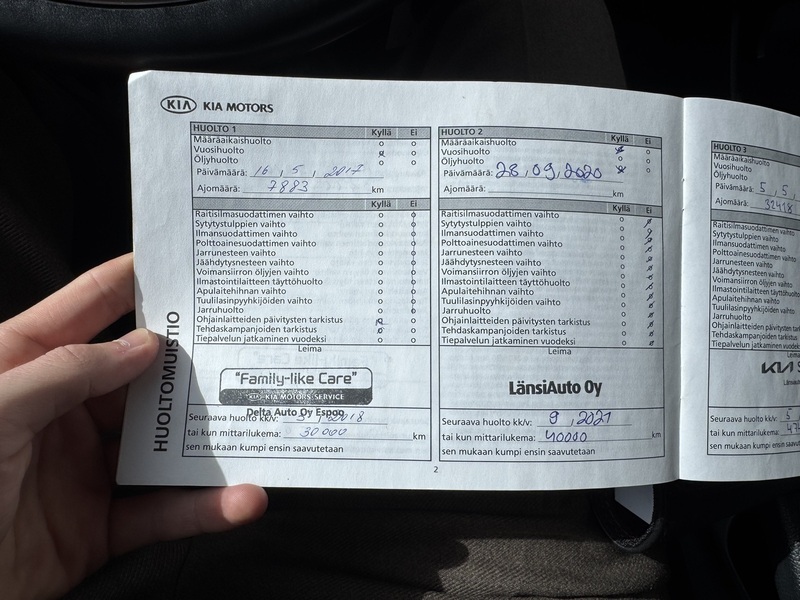 KIA KIA MOTORS
HUOLTOMUISTIO
HUOLTO 1 Kyllä Ei
Määräaikaishuolto o o
Vuosihuolto o
Öljyhuolto o o
Päivämäärä: 16, 5, 2017
Ajomäärä: 7883 km
Kyllä Ei
Raitisilmasuodattimen vaihto o
Sytytystulppien vaihto o
Ilmansuodattimen vaihto o
Polttoainesuodattimen vaihto o
Jarrunesteen vaihto o
Jäähdytysnesteen vaihto o
Voimansiirron öljyjen vaihto o
Ilmastointilaitteen täyttöhuolto o
Apulaitehihnan vaihto o
Tuulilasinpyyhkijöiden vaihto o
Jarruhuolto o
Ohjainlaitteiden päivitysten tarkistus o
Tehdaskampanjoiden tarkistus o
Tiepalvelun jatkaminen vuodeksi o o
Leima
"Family-like Care"
KIA KIA MOTORS SERVICE
Delta Auto Oy Espoo
Seuraava huolto kk/v:
tai kun mittarilukema: 30000 km
sen mukaan kumpi ensin saavutetaan
HUOLTO 2 Kyllä Ei
Määräaikaishuolto o
Vuosihuolto o
Öljyhuolto o
Päivämäärä: 28, 09, 2020
Ajomäärä: km
Kyllä Ei
Raitisilmasuodattimen vaihto o
Sytytystulppien vaihto o
Ilmansuodattimen vaihto o
Polttoainesuodattimen vaihto o
Jarrunesteen vaihto o
Jäähdytysnesteen vaihto o
Voimansiirron öljyjen vaihto o
Ilmastointilaitteen täyttöhuolto o
Apulaitehihnan vaihto o
Tuulilasinpyyhkijöiden vaihto o
Jarruhuolto o
Ohjainlaitteiden päivitysten tarkistus o
Tehdaskampanjoiden tarkistus o
Tiepalvelun jatkaminen vuodeksi o
Leima
LänsiAuto Oy
Seuraava huolto kk/v: 9, 2021
tai kun mittarilukema: 40000 km
sen mukaan kumpi ensin saavutetaan
2
HUOLTO 3
Määräaikaishuolto
Vuosihuolto
Öljyhuolto
Päivämäärä: 5, 5,
Ajomäärä: 32418
Raitisilmasuodattimen vaihto
Sytytystulppien vaihto
Ilmansuodattimen vaihto
Polttoainesuodattimen vaihto
Jarrunesteen vaihto
Jäähdytysnesteen vaihto
Voimansiirron öljyjen vaihto
Ilmastointilaitteen täyttöhuolto
Apulaitehihnan vaihto
Tuulilasinpyyhkijöiden vaihto
Jarruhuolto
Ohjainlaitteiden päivitysten
Tehdaskampanjoiden tarkistus
Tiepalvelun jatkaminen vuodeksi
KIA
Seuraava huolto kk/v: 5
tai kun mittarilukema:
sen mukaan kumpi ensin